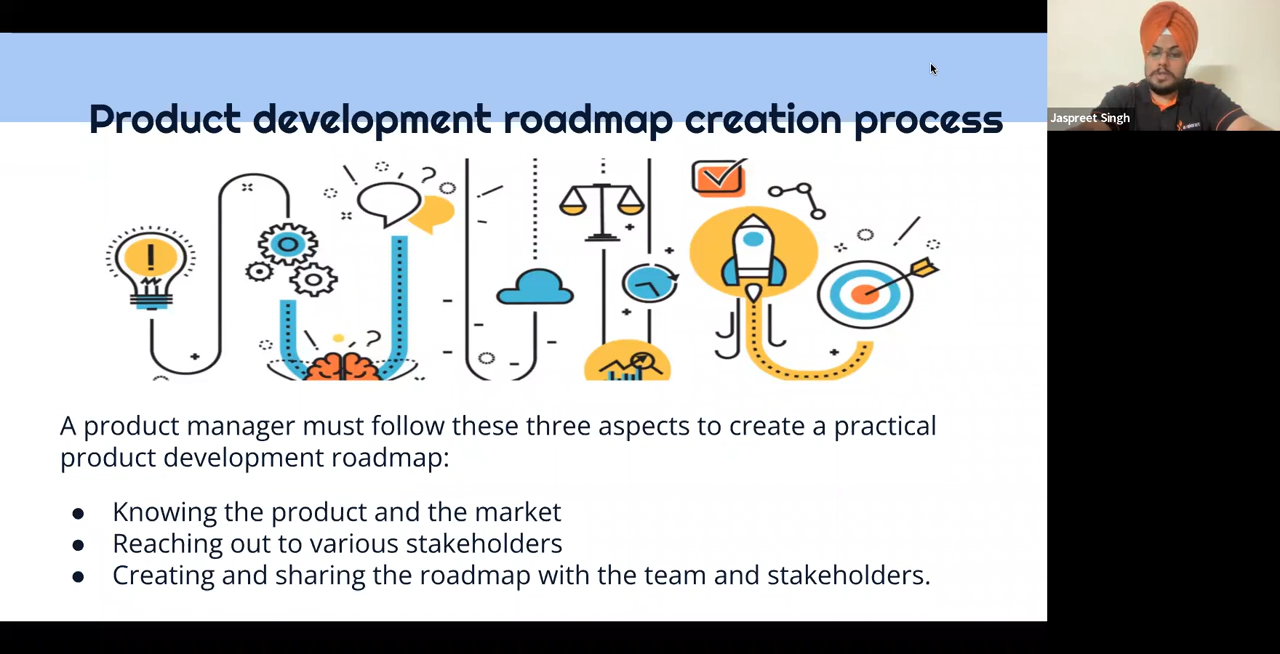 Product development roadmap creation process
Jaspreet Singh
A product manager must follow these three aspects to create a practical
product development roadmap:
● Knowing the product and the market
● Reaching out to various stakeholders
● Creating and sharing the roadmap with the team and stakeholders.